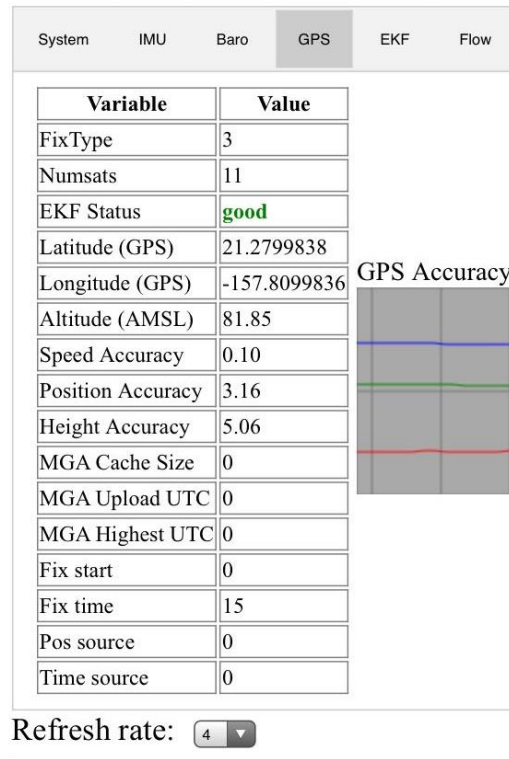 System IMU Baro GPS EKF Flow
Variable Value
FixType 3
Numsats 11
EKF Status good
Latitude (GPS) 21.2799838
Longitude (GPS) -157.8099836
GPS Accuracy
Altitude (AMSL) 81.85
Speed Accuracy 0.10
Position Accuracy 3.16
Height Accuracy 5.06
MGA Cache Size 0
MGA Upload UTC 0
MGA Highest UTC 0
Fix start 0
Fix time 15
Pos source 0
Time source 0
Refresh rate: 4